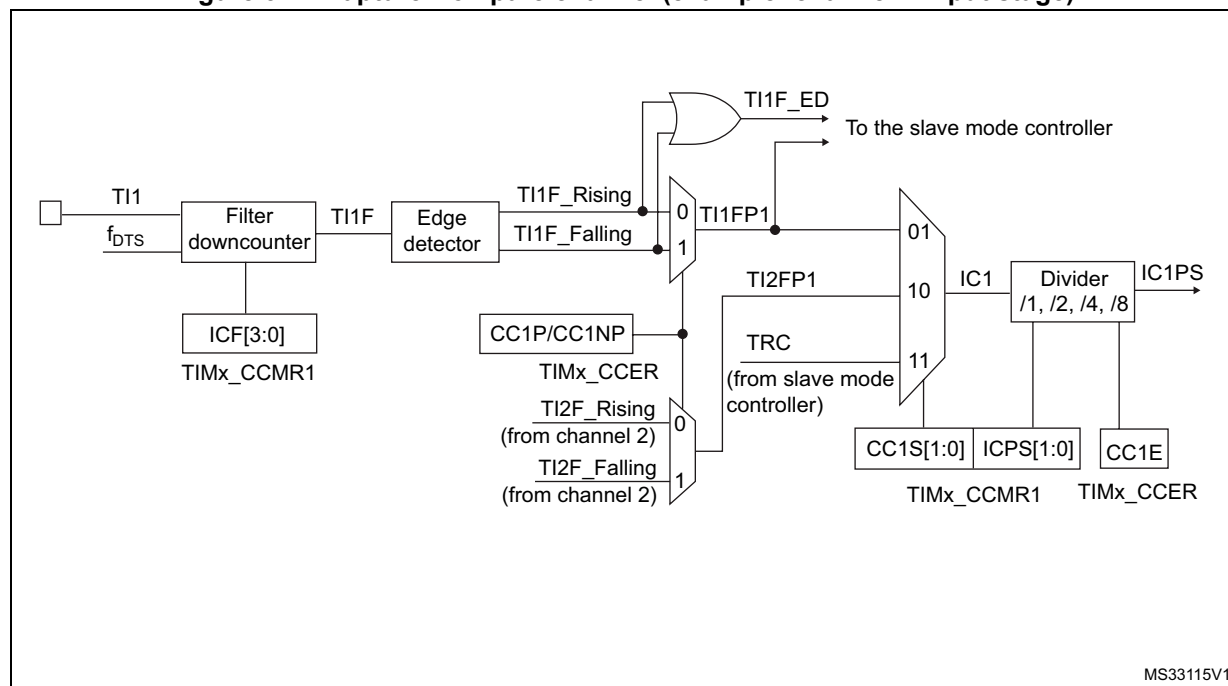 TI1F_ED
To the slave mode controller
TI1
f_DTS
Filter
downcounter
TI1F
Edge
detector
TI1F_Rising
TI1F_Falling
0
1
TI1FP1
01
10
11
TI2FP1
TRC
(from slave mode
controller)
IC1
Divider
/1, /2, /4, /8
IC1PS
ICF[3:0]
TIMx_CCMR1
CC1P/CC1NP
TIMx_CCER
TI2F_Rising
(from channel 2)
TI2F_Falling
(from channel 2)
0
1
CC1S[1:0]
ICPS[1:0]
TIMx_CCMR1
CC1E
TIMx_CCER
MS33115V1